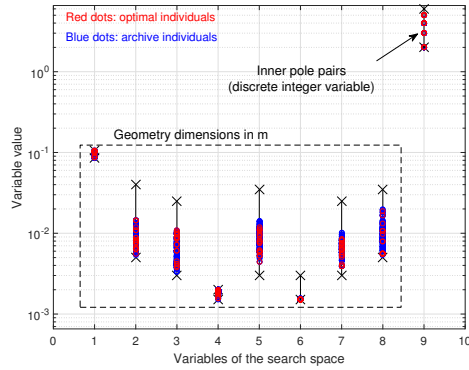 Red dots: optimal individuals
Blue dots: archive individuals
Inner pole pairs
(discrete integer variable)
Geometry dimensions in m
Variable value
10^0
10^-1
10^-2
10^-3
0 1 2 3 4 5 6 7 8 9 10
Variables of the search space